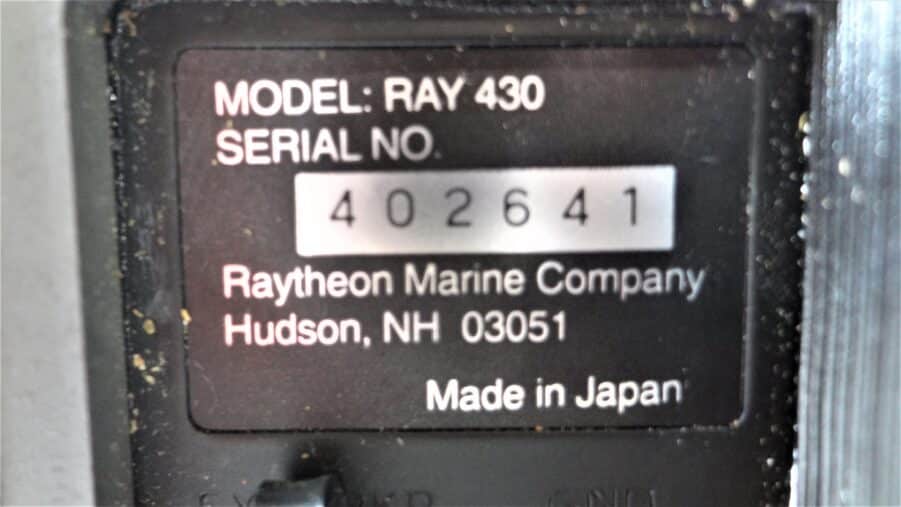 MODEL: RAY 430
SERIAL NO.
402641
Raytheon Marine Company
Hudson, NH 03051
Made in Japan